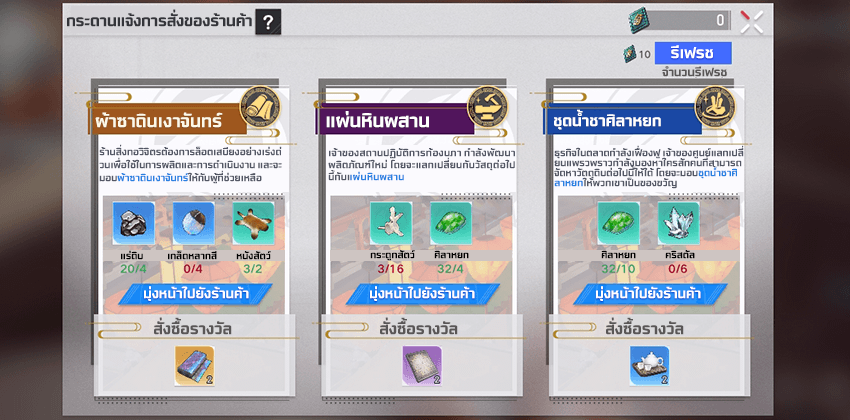 กระดานแจ้งการสั่งของร้านค้า ?
0
10 รีเฟรช
จำนวนรีเฟรช
ผ้าซาตินเงาจันทร์
ร้านสิ่งทอวิจิตรต้องการล็อตเสบียงอย่างเร่งด่
วนเพื่อใช้ในการผลิตและการดำเนินงาน และจะ
มอบผ้าซาตินเงาจันทร์ให้กับผู้ที่ช่วยเหลือ
แร่ดิบ เกล็ดหลากสี หนังสัตว์
20/4 0/4 3/2
มุ่งหน้าไปยังร้านค้า
สั่งซื้อรางวัล
2
แผ่นหินผสาน
เจ้าของสถานปฏิบัติการท้องนภา กำลังพัฒนา
ผลิตภัณฑ์ใหม่ โดยจะแลกเปลี่ยนกับวัสดุต่อไป
นี้กับแผ่นหินผสาน
กระดูกสัตว์ ศิลาหยก
3/16 32/4
มุ่งหน้าไปยังร้านค้า
สั่งซื้อรางวัล
2
ชุดน้ำชาศิลาหยก
ธุรกิจในตลาดกำลังเฟื่องฟู เจ้าของศูนย์แลกเปลี่
ยนแพรวพราวกำลังมองหาใครสักคนที่สามารถ
จัดหาวัตถุดิบต่อไปนี้ให้ได้ โดยจะมอบชุดน้ำชาศิ
ลาหยกให้พวกเขาเป็นของขวัญ
ศิลาหยก คริสตัล
32/10 0/6
มุ่งหน้าไปยังร้านค้า
สั่งซื้อรางวัล
2